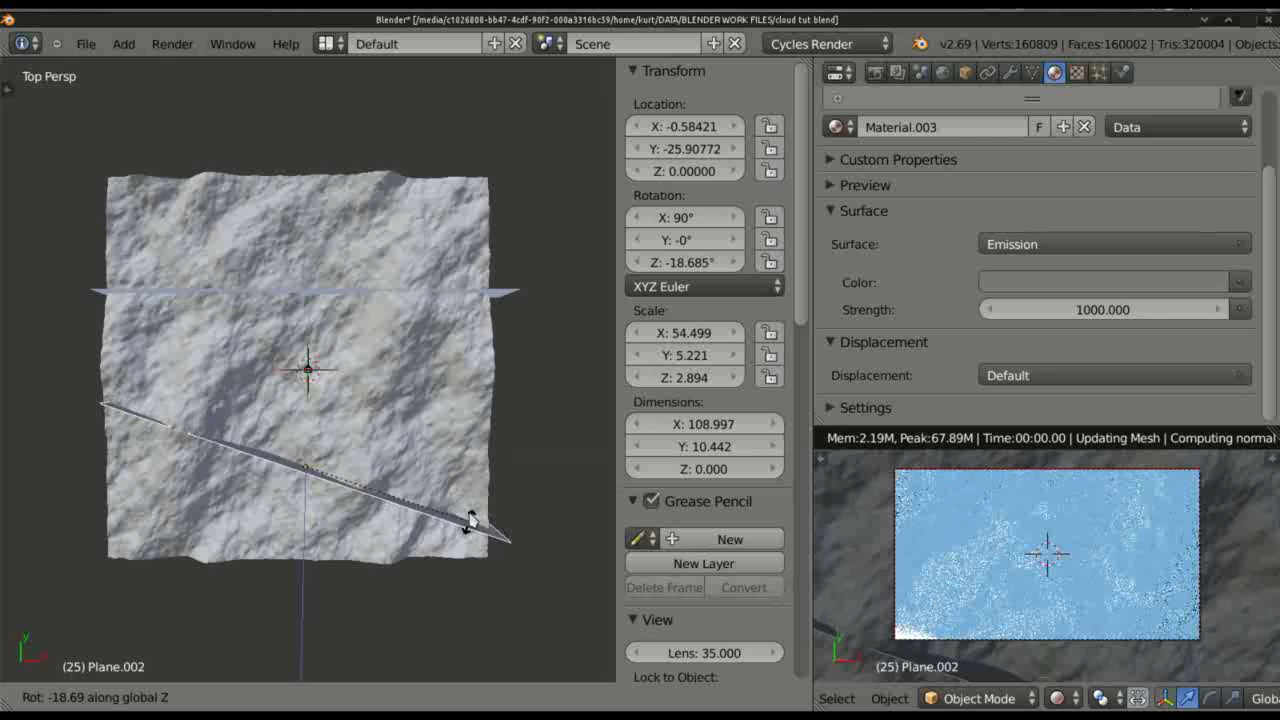 Blender* [/media/c1026808-bb47-4cdf-90f2-000a3316bc59/home/kurt/DATA/BLENDER WORK FILES/cloud tut blend]
File Add Render Window Help Default Scene Cycles Render v2.69 | Verts:160809 | Faces:160002 | Tris:320004 | Objects:
Top Persp
Transform
Location:
X: -0.58421
Y: -25.90772
Z: 0.00000
Rotation:
X: 90°
Y: -0°
Z: -18.685°
XYZ Euler
Scale:
X: 54.499
Y: 5.221
Z: 2.894
Dimensions:
X: 108.997
Y: 10.442
Z: 0.000
Grease Pencil
New
New Layer
Delete Frame Convert
View
Lens: 35.000
Lock to Object:
Material.003 F Data
Custom Properties
Preview
Surface
Surface: Emission
Color:
Strength: 1000.000
Displacement
Displacement: Default
Settings
Mem:2.19M, Peak:67.89M | Time:00:00.00 | Updating Mesh | Computing normal
y
(25) Plane.002
y
(25) Plane.002
Rot: -18.69 along global Z
Select Object Object Mode Globa